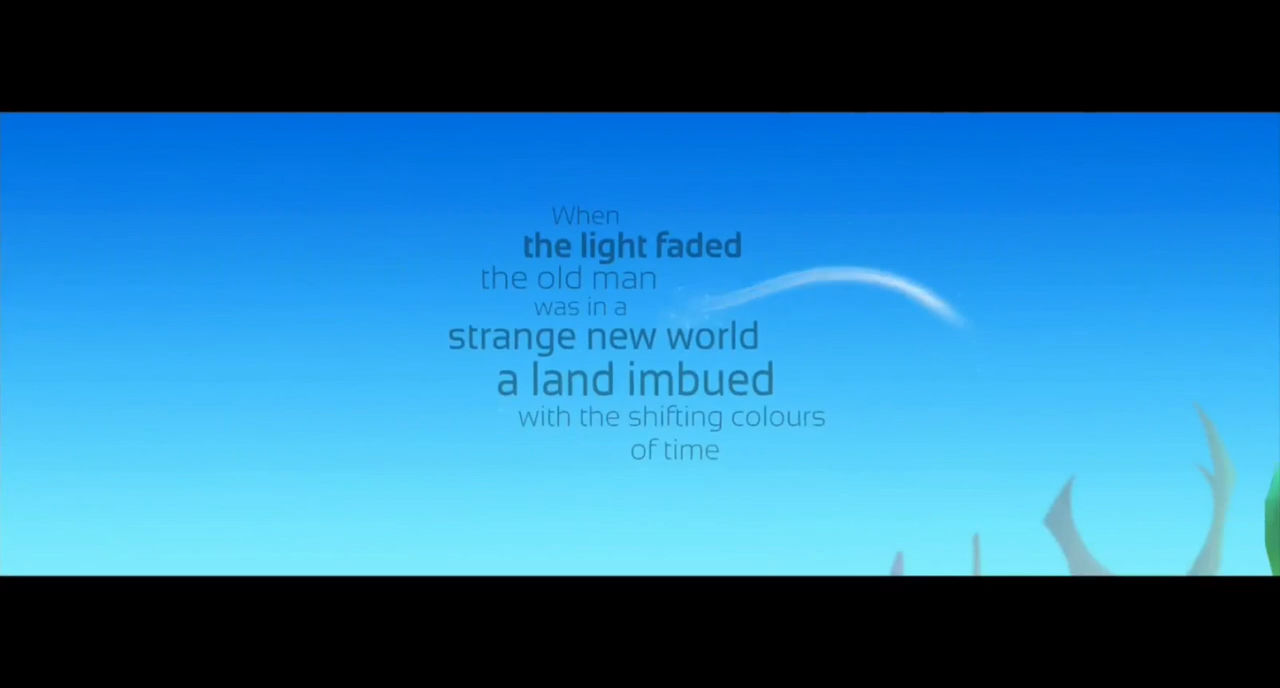 When
the light faded
the old man
was in a
strange new world
a land imbued
with the shifting colours
of time